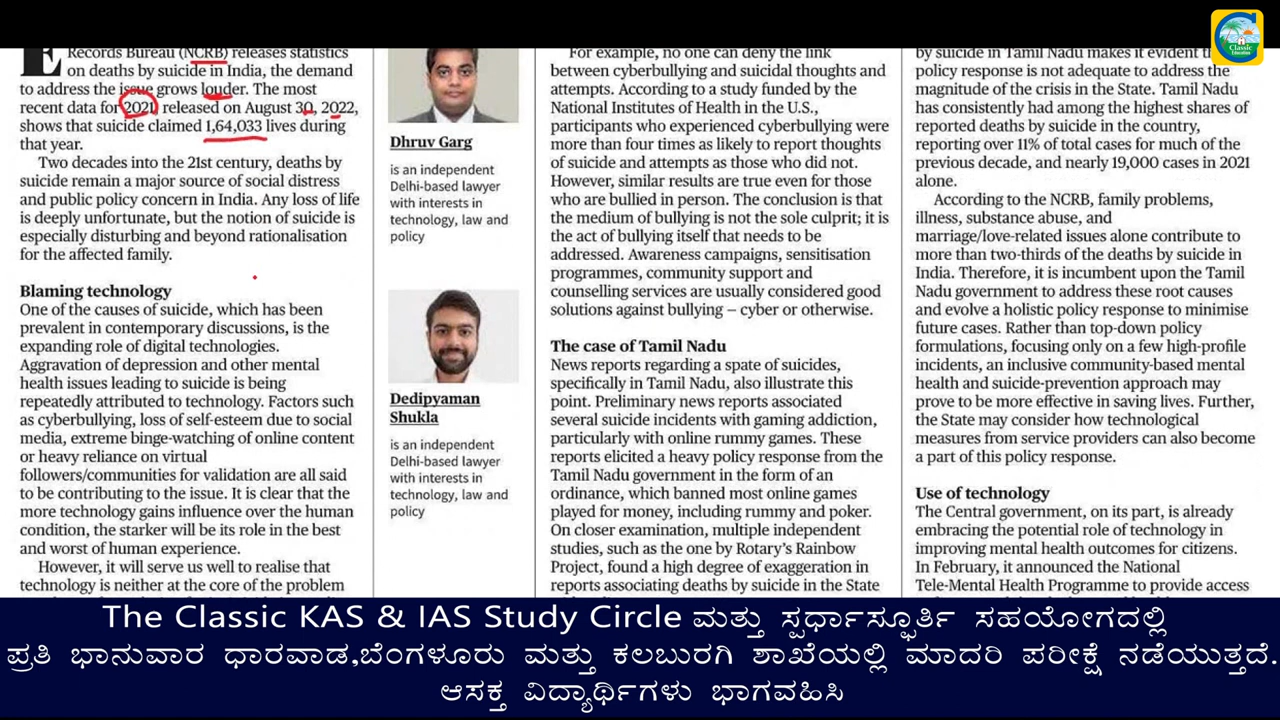 Records Bureau (NCRB) releases statistics
on deaths by suicide in India, the demand
to address the issue grows louder. The most
recent data for 2021, released on August 30, 2022,
shows that suicide claimed 1,64,033 lives during
that year.
Two decades into the 21st century, deaths by
suicide remain a major source of social distress
and public policy concern in India. Any loss of life
is deeply unfortunate, but the notion of suicide is
especially disturbing and beyond rationalisation
for the affected family.
Blaming technology
One of the causes of suicide, which has been
prevalent in contemporary discussions, is the
expanding role of digital technologies.
Aggravation of depression and other mental
health issues leading to suicide is being
repeatedly attributed to technology. Factors such
as cyberbullying, loss of self-esteem due to social
media, extreme binge-watching of online content
or heavy reliance on virtual
followers/communities for validation are all said
to be contributing to the issue. It is clear that the
more technology gains influence over the human
condition, the starker will be its role in the best
and worst of human experience.
However, it will serve us well to realise that
technology is neither at the core of the problem
Dhruv Garg
is an independent
Delhi-based lawyer
with interests in
technology, law and
policy
Dedipyaman
Shukla
is an independent
Delhi-based lawyer
with interests in
technology, law and
policy
For example, no one can deny the link
between cyberbullying and suicidal thoughts and
attempts. According to a study funded by the
National Institutes of Health in the U.S.,
participants who experienced cyberbullying were
more than four times as likely to report thoughts
of suicide and attempts as those who did not.
However, similar results are true even for those
who are bullied in person. The conclusion is that
the medium of bullying is not the sole culprit; it is
the act of bullying itself that needs to be
addressed. Awareness campaigns, sensitisation
programmes, community support and
counselling services are usually considered good
solutions against bullying – cyber or otherwise.
The case of Tamil Nadu
News reports regarding a spate of suicides,
specifically in Tamil Nadu, also illustrate this
point. Preliminary news reports associated
several suicide incidents with gaming addiction,
particularly with online rummy games. These
reports elicited a heavy policy response from the
Tamil Nadu government in the form of an
ordinance, which banned most online games
played for money, including rummy and poker.
On closer examination, multiple independent
studies, such as the one by Rotary's Rainbow
Project, found a high degree of exaggeration in
reports associating deaths by suicide in the State
by suicide in Tamil Nadu makes it evident
policy response is not adequate to address the
magnitude of the crisis in the State. Tamil Nadu
has consistently had among the highest shares of
reported deaths by suicide in the country,
reporting over 11% of total cases for much of the
previous decade, and nearly 19,000 cases in 2021
alone.
According to the NCRB, family problems,
illness, substance abuse, and
marriage/love-related issues alone contribute to
more than two-thirds of the deaths by suicide in
India. Therefore, it is incumbent upon the Tamil
Nadu government to address these root causes
and evolve a holistic policy response to minimise
future cases. Rather than top-down policy
formulations, focusing only on a few high-profile
incidents, an inclusive community-based mental
health and suicide-prevention approach may
prove to be more effective in saving lives. Further,
the State may consider how technological
measures from service providers can also become
a part of this policy response.
Use of technology
The Central government, on its part, is already
embracing the potential role of technology in
improving mental health outcomes for citizens.
In February, it announced the National
Tele-Mental Health Programme to provide access
Classic
Education
The Classic KAS & IAS Study Circle ಮತ್ತು ಸ್ಪರ್ಧಾಸ್ಫೂರ್ತಿ ಸಹಯೋಗದಲ್ಲಿ
ಪ್ರತಿ ಭಾನುವಾರ ಧಾರವಾಡ,ಬೆಂಗಳೂರು ಮತ್ತು ಕಲಬುರಗಿ ಶಾಖೆಯಲ್ಲಿ ಮಾದರಿ ಪರೀಕ್ಷೆ ನಡೆಯುತ್ತದೆ.
ಆಸಕ್ತ ವಿದ್ಯಾರ್ಥಿಗಳು ಭಾಗವಹಿಸಿ